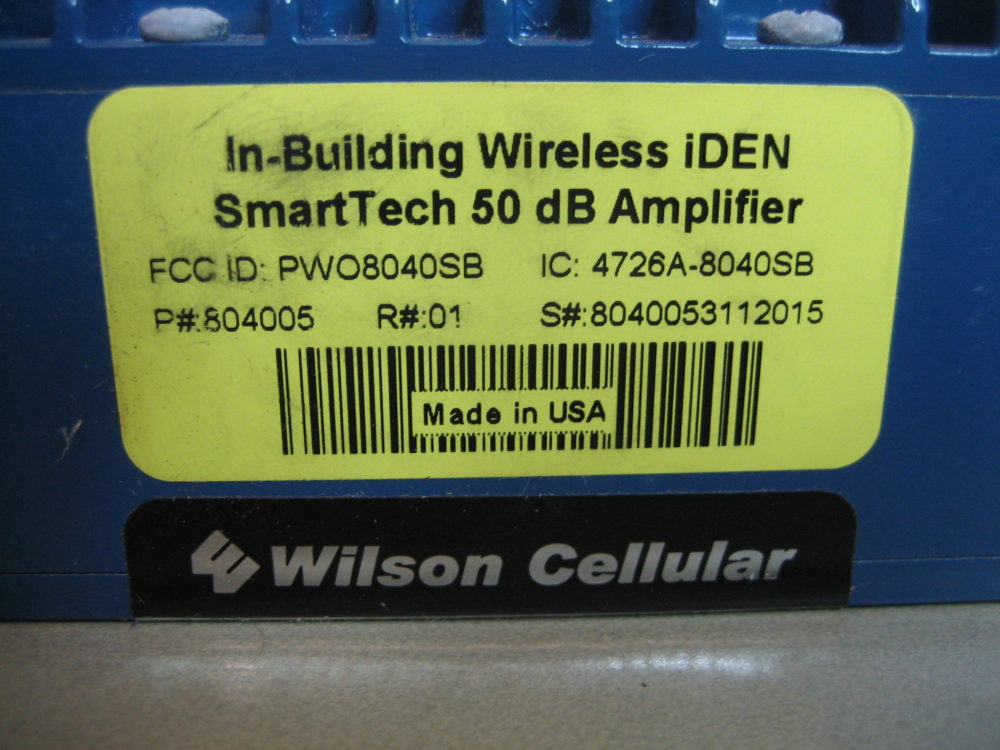 In-Building Wireless iDEN
SmartTech 50 dB Amplifier
FCC ID: PWO8040SB IC: 4726A-8040SB
P#:804005 R#:01 S#:8040053112015
Made in USA
Wilson Cellular